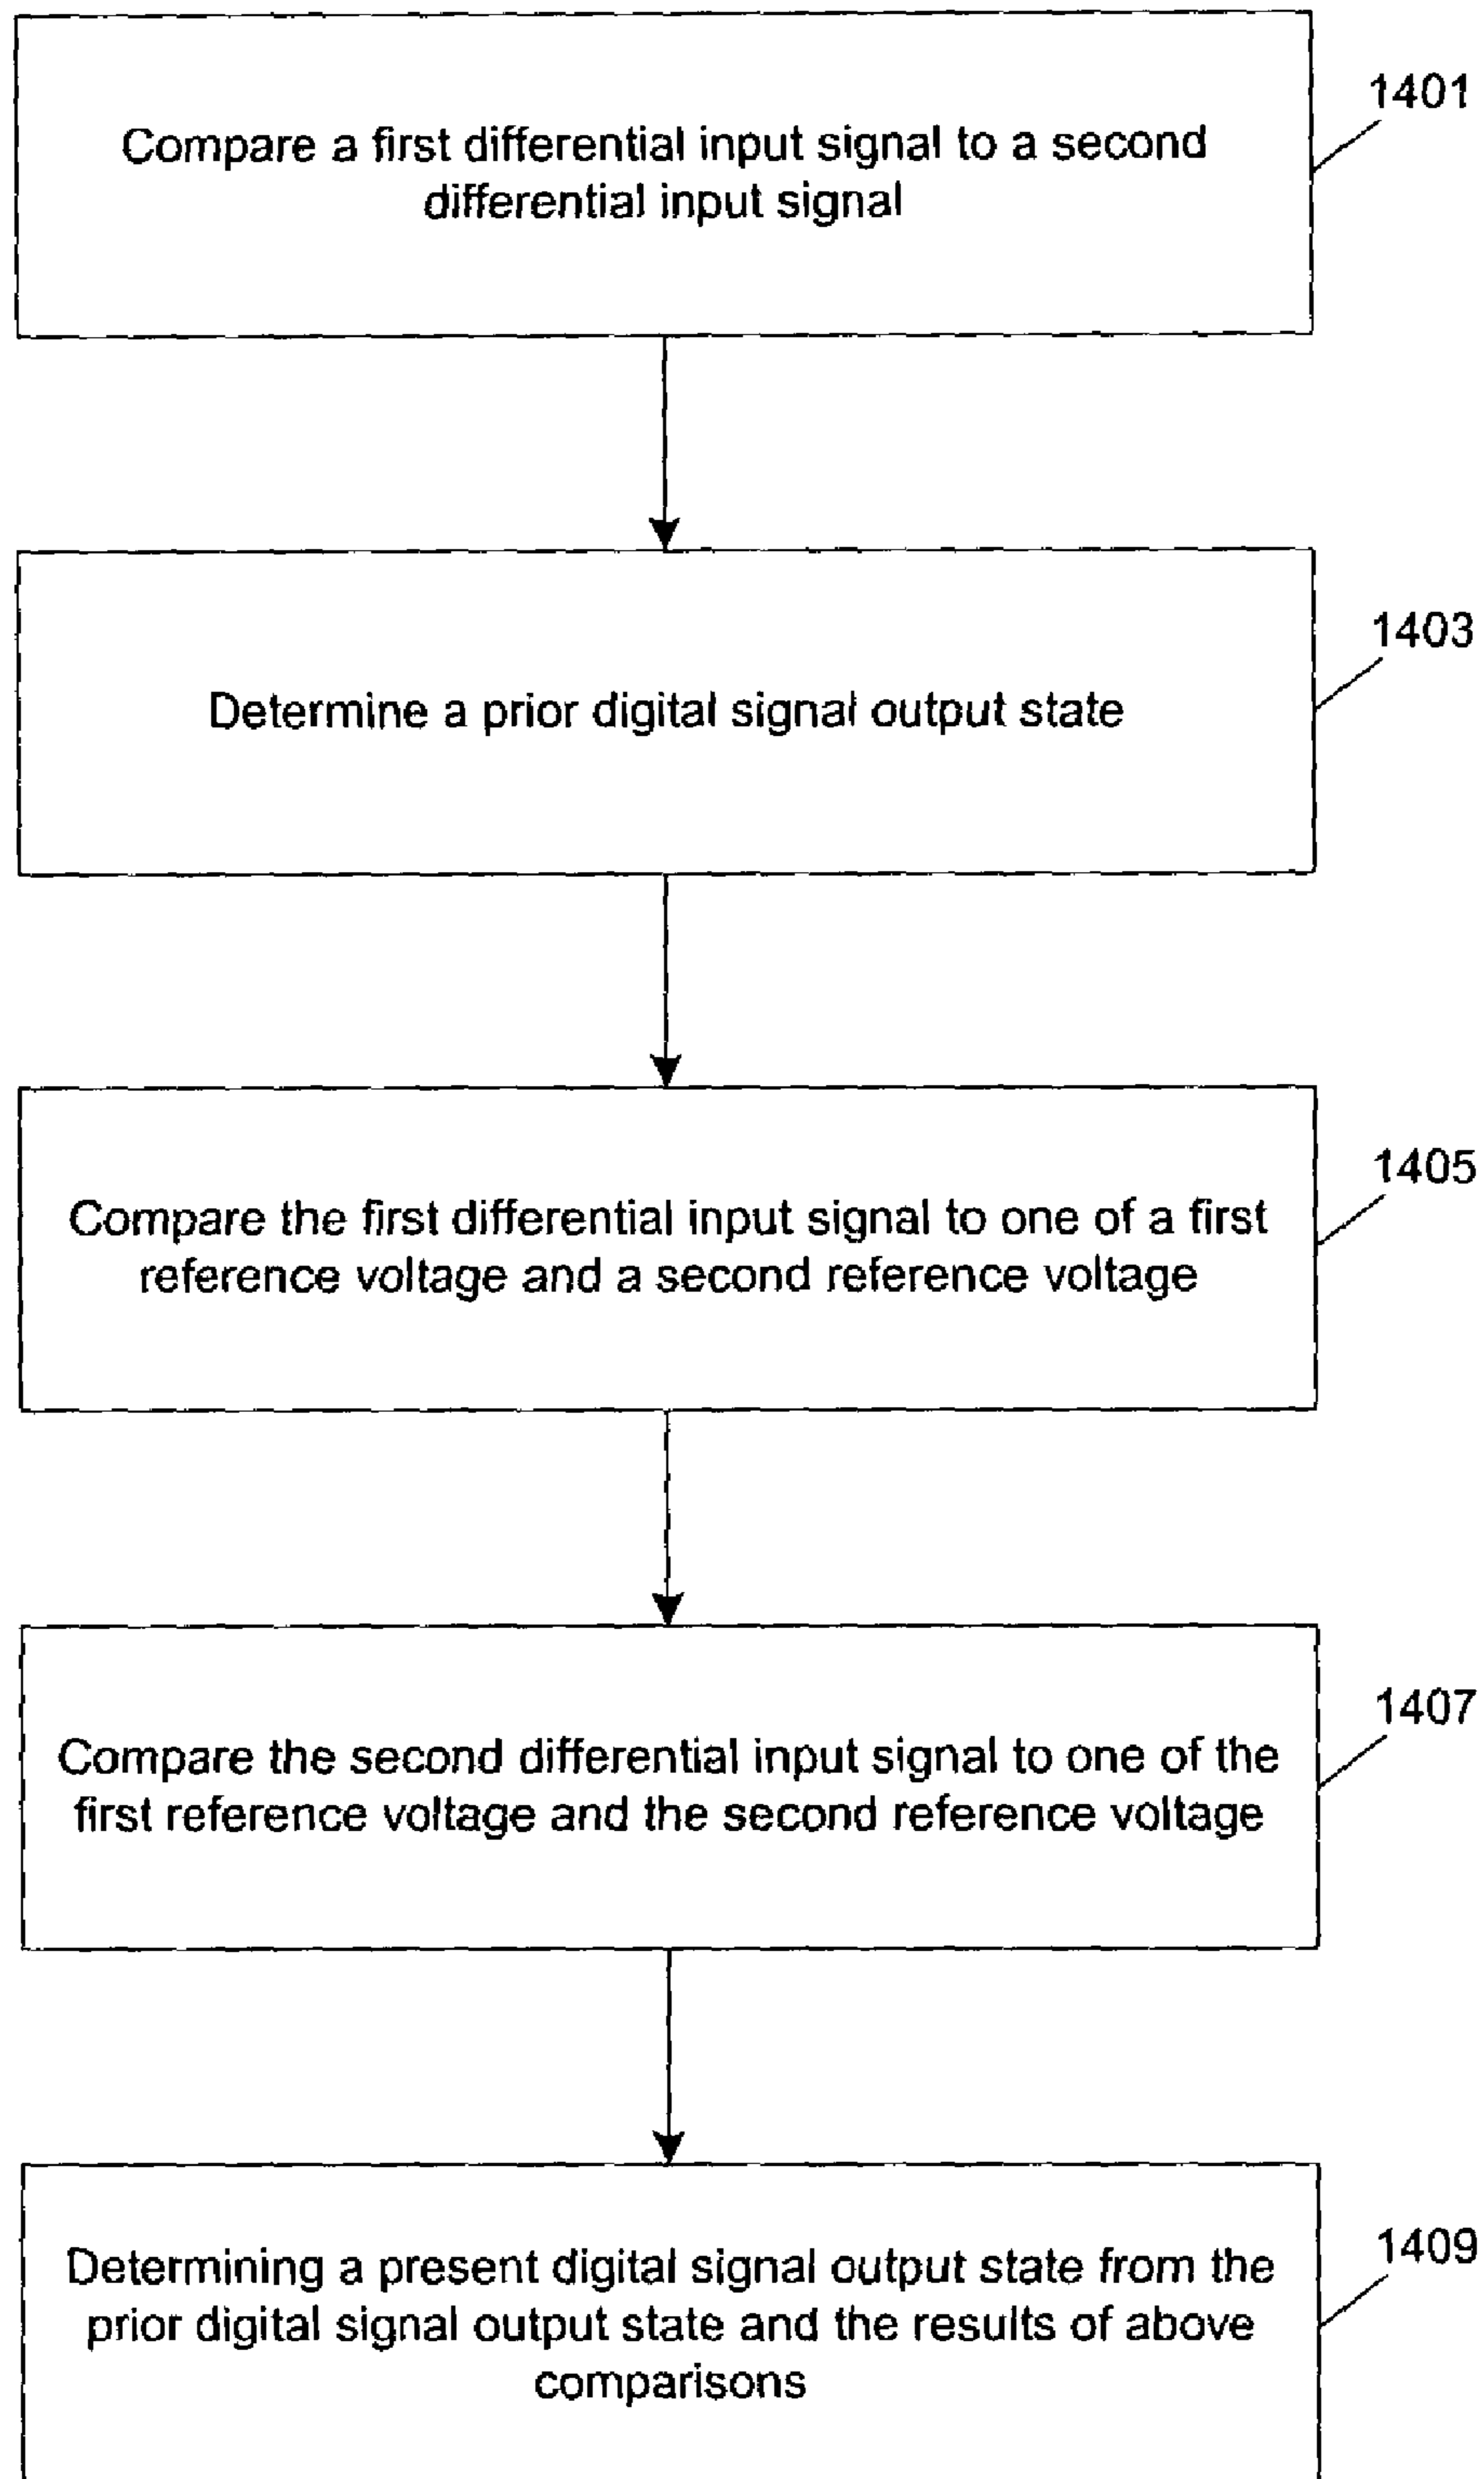 1401
Compare a first differential input signal to a second
differential input signal
1403
Determine a prior digital signal output state
1405
Compare the first differential input signal to one of a first
reference voltage and a second reference voltage
1407
Compare the second differential input signal to one of the
first reference voltage and the second reference voltage
1409
Determining a present digital signal output state from the
prior digital signal output state and the results of above
comparisons